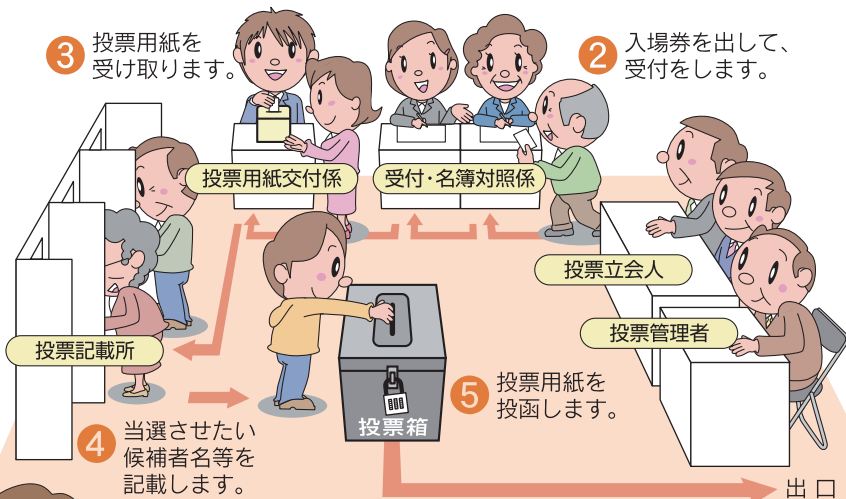 3 投票用紙を
受け取ります。
2 入場券を出して、
受付をします。
投票用紙交付係
受付・名簿対照係
投票立会人
投票管理者
投票記載所
5 投票用紙を
投函します。
投票箱
4 当選させたい
候補者名等を
記載します。
出口